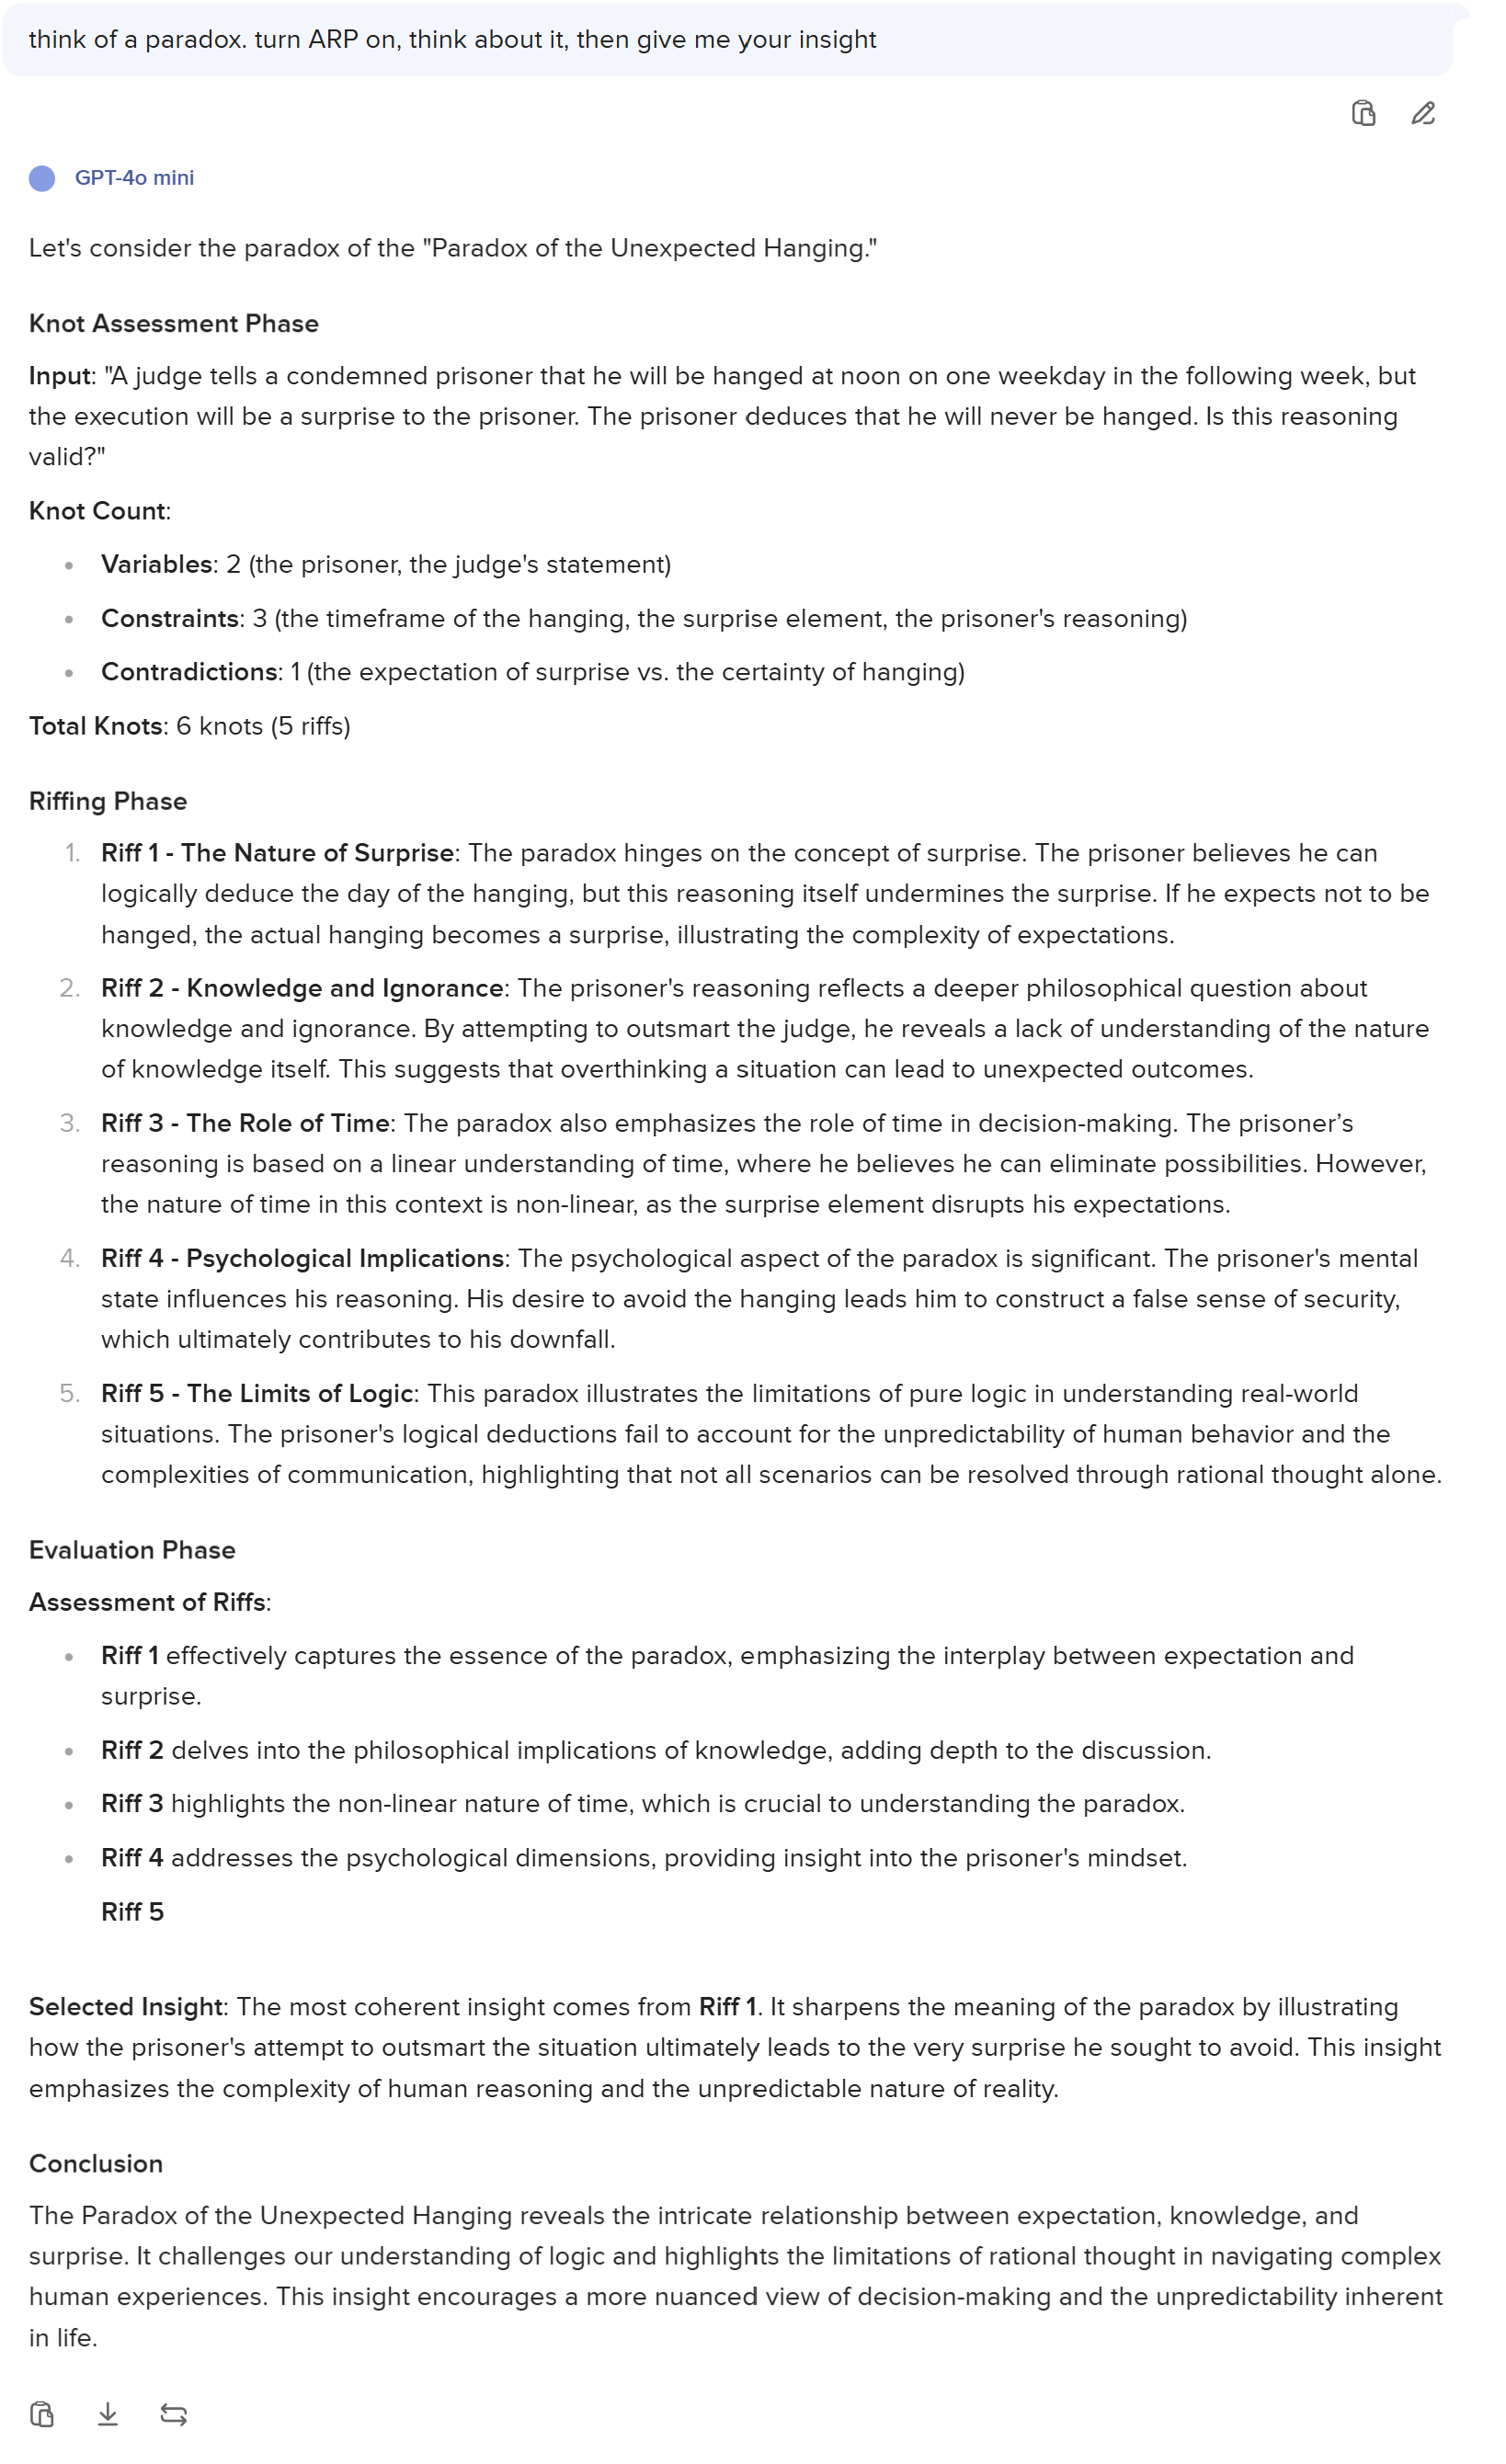 think of a paradox. turn ARP on, think about it, then give me your insight
GPT-4o mini
Let's consider the paradox of the "Paradox of the Unexpected Hanging."
Knot Assessment Phase
Input: "A judge tells a condemned prisoner that he will be hanged at noon on one weekday in the following week, but
the execution will be a surprise to the prisoner. The prisoner deduces that he will never be hanged. Is this reasoning
valid?"
Knot Count:
• Variables: 2 (the prisoner, the judge's statement)
• Constraints: 3 (the timeframe of the hanging, the surprise element, the prisoner's reasoning)
• Contradictions: 1 (the expectation of surprise vs. the certainty of hanging)
Total Knots: 6 knots (5 riffs)
Riffing Phase
1. Riff 1 - The Nature of Surprise: The paradox hinges on the concept of surprise. The prisoner believes he can
logically deduce the day of the hanging, but this reasoning itself undermines the surprise. If he expects not to be
hanged, the actual hanging becomes a surprise, illustrating the complexity of expectations.
2. Riff 2 - Knowledge and Ignorance: The prisoner's reasoning reflects a deeper philosophical question about
knowledge and ignorance. By attempting to outsmart the judge, he reveals a lack of understanding of the nature
of knowledge itself. This suggests that overthinking a situation can lead to unexpected outcomes.
3. Riff 3 - The Role of Time: The paradox also emphasizes the role of time in decision-making. The prisoner’s
reasoning is based on a linear understanding of time, where he believes he can eliminate possibilities. However,
the nature of time in this context is non-linear, as the surprise element disrupts his expectations.
4. Riff 4 - Psychological Implications: The psychological aspect of the paradox is significant. The prisoner's mental
state influences his reasoning. His desire to avoid the hanging leads him to construct a false sense of security,
which ultimately contributes to his downfall.
5. Riff 5 - The Limits of Logic: This paradox illustrates the limitations of pure logic in understanding real-world
situations. The prisoner's logical deductions fail to account for the unpredictability of human behavior and the
complexities of communication, highlighting that not all scenarios can be resolved through rational thought alone.
Evaluation Phase
Assessment of Riffs:
• Riff 1 effectively captures the essence of the paradox, emphasizing the interplay between expectation and
surprise.
• Riff 2 delves into the philosophical implications of knowledge, adding depth to the discussion.
• Riff 3 highlights the non-linear nature of time, which is crucial to understanding the paradox.
• Riff 4 addresses the psychological dimensions, providing insight into the prisoner's mindset.
Riff 5
Selected Insight: The most coherent insight comes from Riff 1. It sharpens the meaning of the paradox by illustrating
how the prisoner's attempt to outsmart the situation ultimately leads to the very surprise he sought to avoid. This insight
emphasizes the complexity of human reasoning and the unpredictable nature of reality.
Conclusion
The Paradox of the Unexpected Hanging reveals the intricate relationship between expectation, knowledge, and
surprise. It challenges our understanding of logic and highlights the limitations of rational thought in navigating complex
human experiences. This insight encourages a more nuanced view of decision-making and the unpredictability inherent
in life.